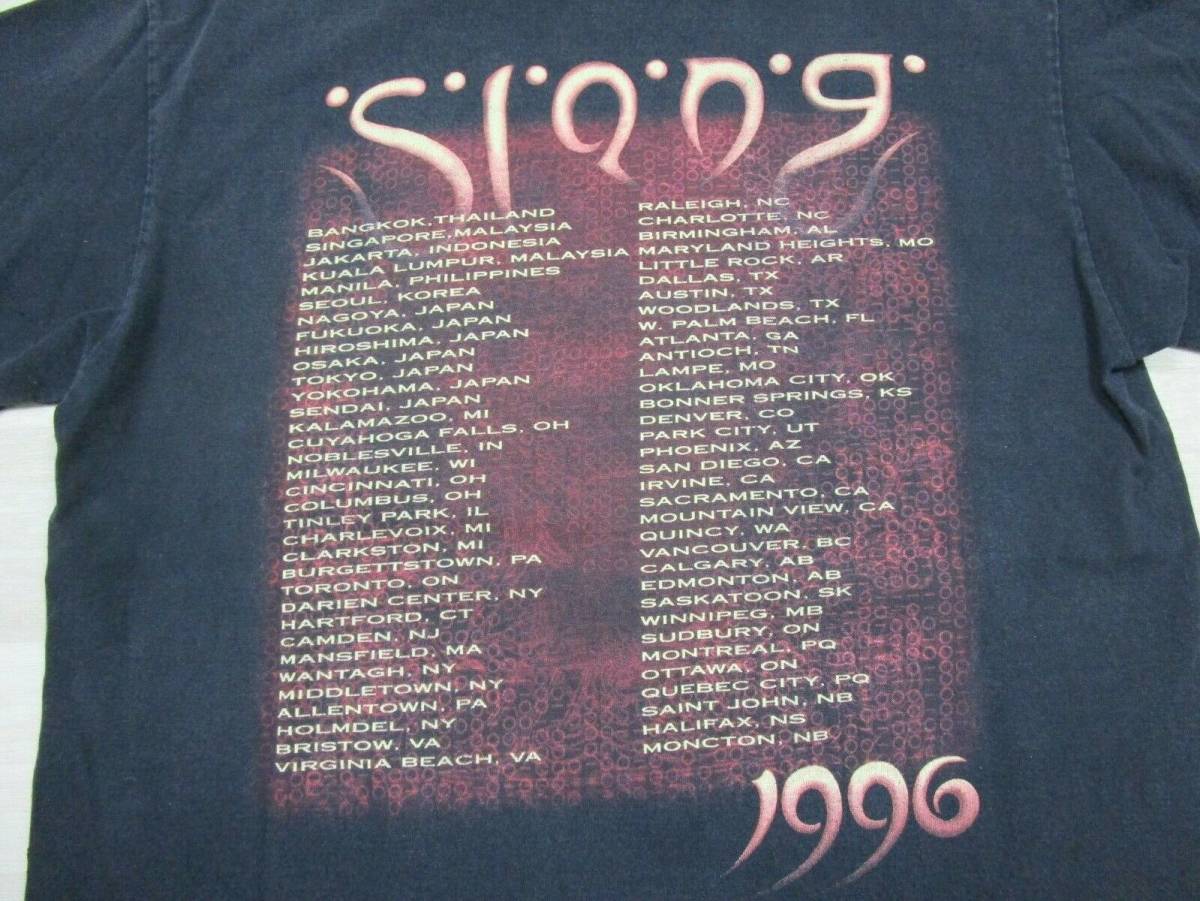 S·L·A·N·G
BANGKOK, THAILAND
SINGAPORE, MALAYSIA
JAKARTA, INDONESIA
KUALA LUMPUR, MALAYSIA
MANILA, PHILIPPINES
SEOUL, KOREA
NAGOYA, JAPAN
FUKUOKA, JAPAN
HIROSHIMA, JAPAN
OSAKA, JAPAN
TOKYO, JAPAN
YOKOHAMA, JAPAN
SENDAI, JAPAN
KALAMAZOO, MI
CUYAHOGA FALLS, OH
NOBLESVILLE, IN
MILWAUKEE, WI
CINCINNATI, OH
COLUMBUS, OH
TINLEY PARK, IL
CHARLEVOIX, MI
CLARKSTON, MI
BURGETTSTOWN, PA
TORONTO, ON
DARIEN CENTER, NY
HARTFORD, CT
CAMDEN, NJ
MANSFIELD, MA
WANTAGH, NY
MIDDLETOWN, NY
ALLENTOWN, PA
HOLMDEL, NY
BRISTOW, VA
VIRGINIA BEACH, VA
RALEIGH, NC
CHARLOTTE, NC
BIRMINGHAM, AL
MARYLAND HEIGHTS, MO
LITTLE ROCK, AR
DALLAS, TX
AUSTIN, TX
WOODLANDS, TX
W. PALM BEACH, FL
ATLANTA, GA
ANTIOCH, TN
LAMPE, MO
OKLAHOMA CITY, OK
BONNER SPRINGS, KS
DENVER, CO
PARK CITY, UT
PHOENIX, AZ
SAN DIEGO, CA
IRVINE, CA
SACRAMENTO, CA
MOUNTAIN VIEW, CA
QUINCY, WA
VANCOUVER, BC
CALGARY, AB
EDMONTON, AB
SASKATOON, SK
WINNIPEG, MB
SUDBURY, ON
MONTREAL, PQ
OTTAWA, ON
QUEBEC CITY, PQ
SAINT JOHN, NB
HALIFAX, NS
MONCTON, NB
1996